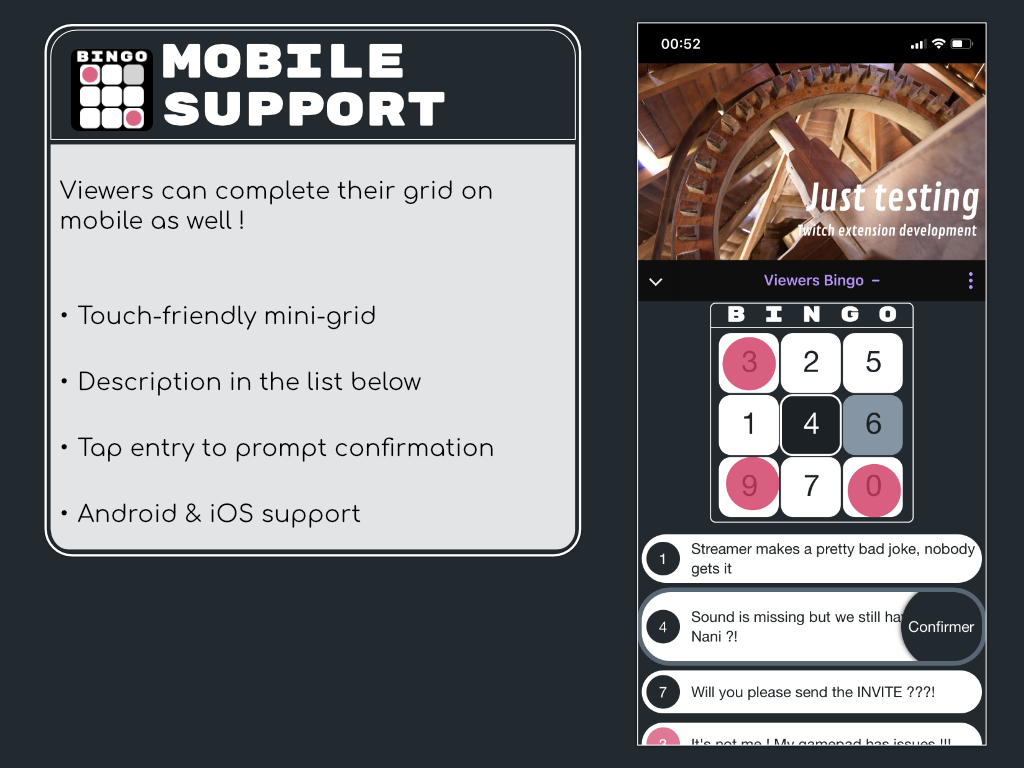 BINGO
MOBILE
SUPPORT
Viewers can complete their grid on
mobile as well !
• Touch-friendly mini-grid
• Description in the list below
• Tap entry to prompt confirmation
• Android & iOS support
00:52
Just testing
Twitch extension development
Viewers Bingo –
B I N G O
3 2 5
1 4 6
9 7 0
1 Streamer makes a pretty bad joke, nobody
gets it
4 Sound is missing but we still
Nani ?!
Confirmer
7 Will you please send the INVITE ???!
3 It's not me ! My gamepad has issues !!!